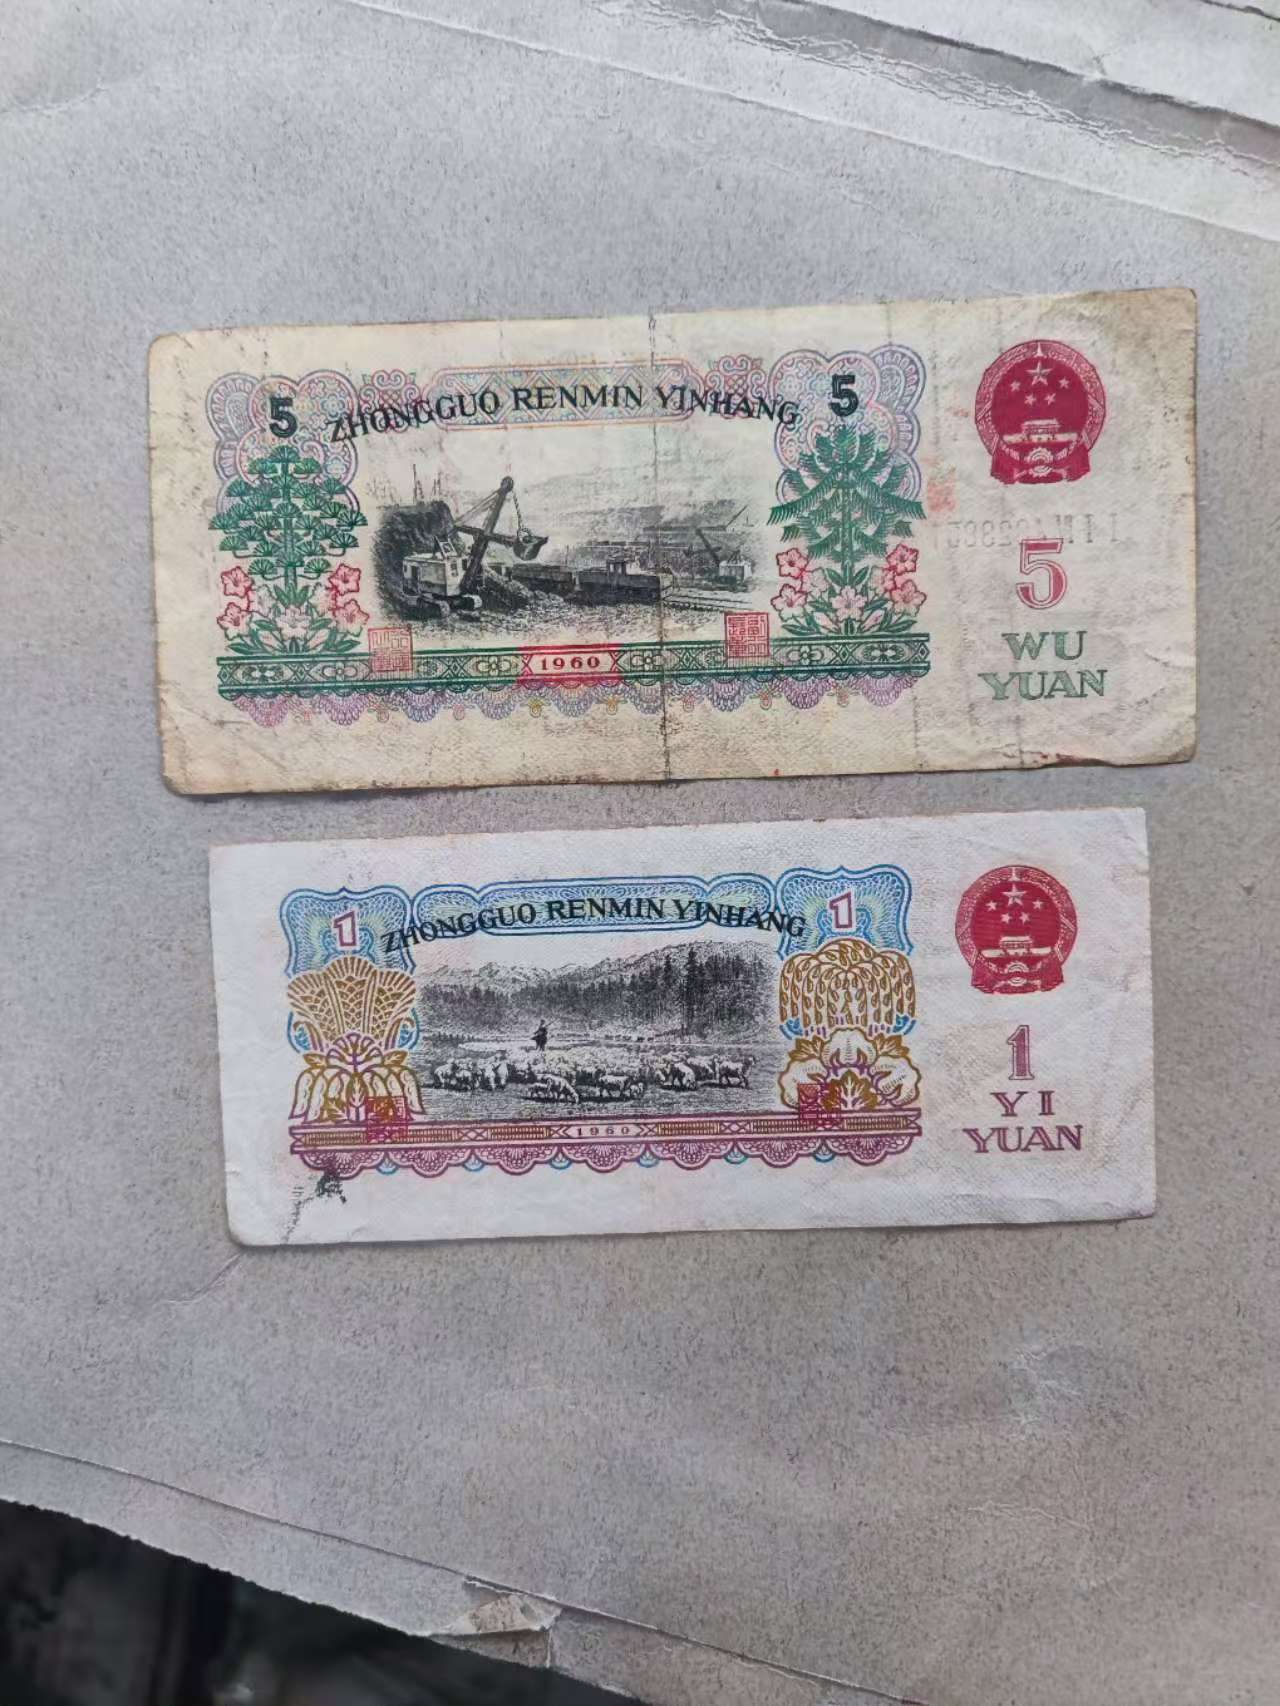 5 ZHONGGUO RENMIN YINHANG 5
5
WU
YUAN
1960
1 ZHONGGUO RENMIN YINHANG 1
1
YI
YUAN
1960